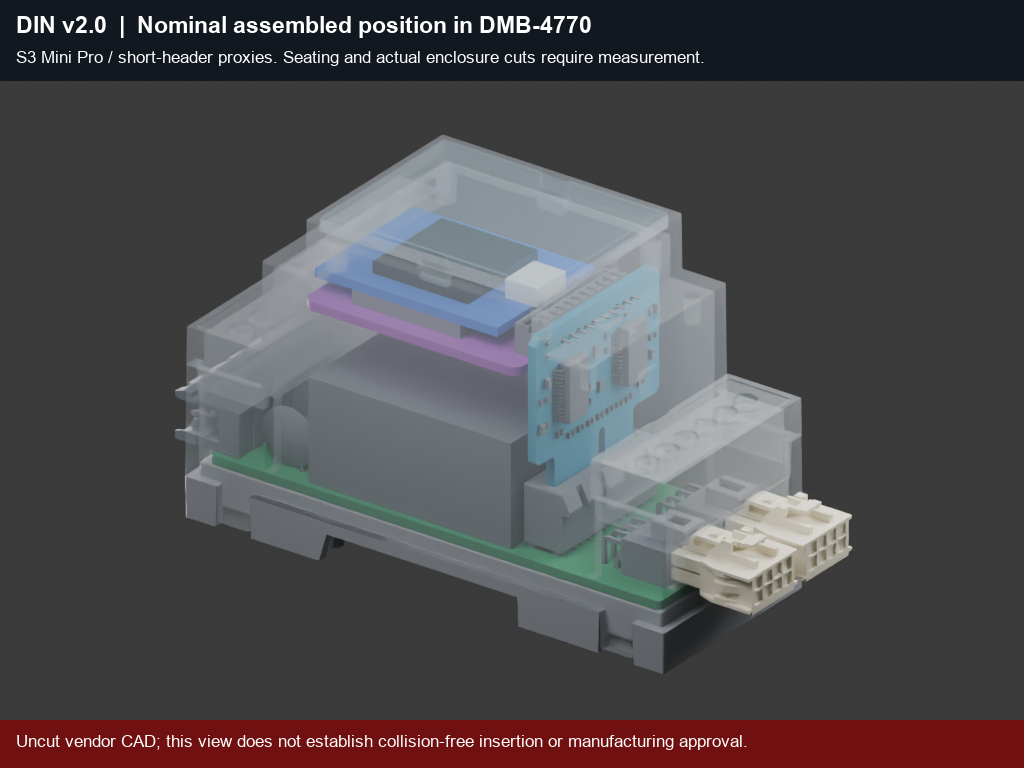 DIN v2.0 | Nominal assembled position in DMB-4770
S3 Mini Pro / short-header proxies. Seating and actual enclosure cuts require measurement.
Uncut vendor CAD; this view does not establish collision-free insertion or manufacturing approval.